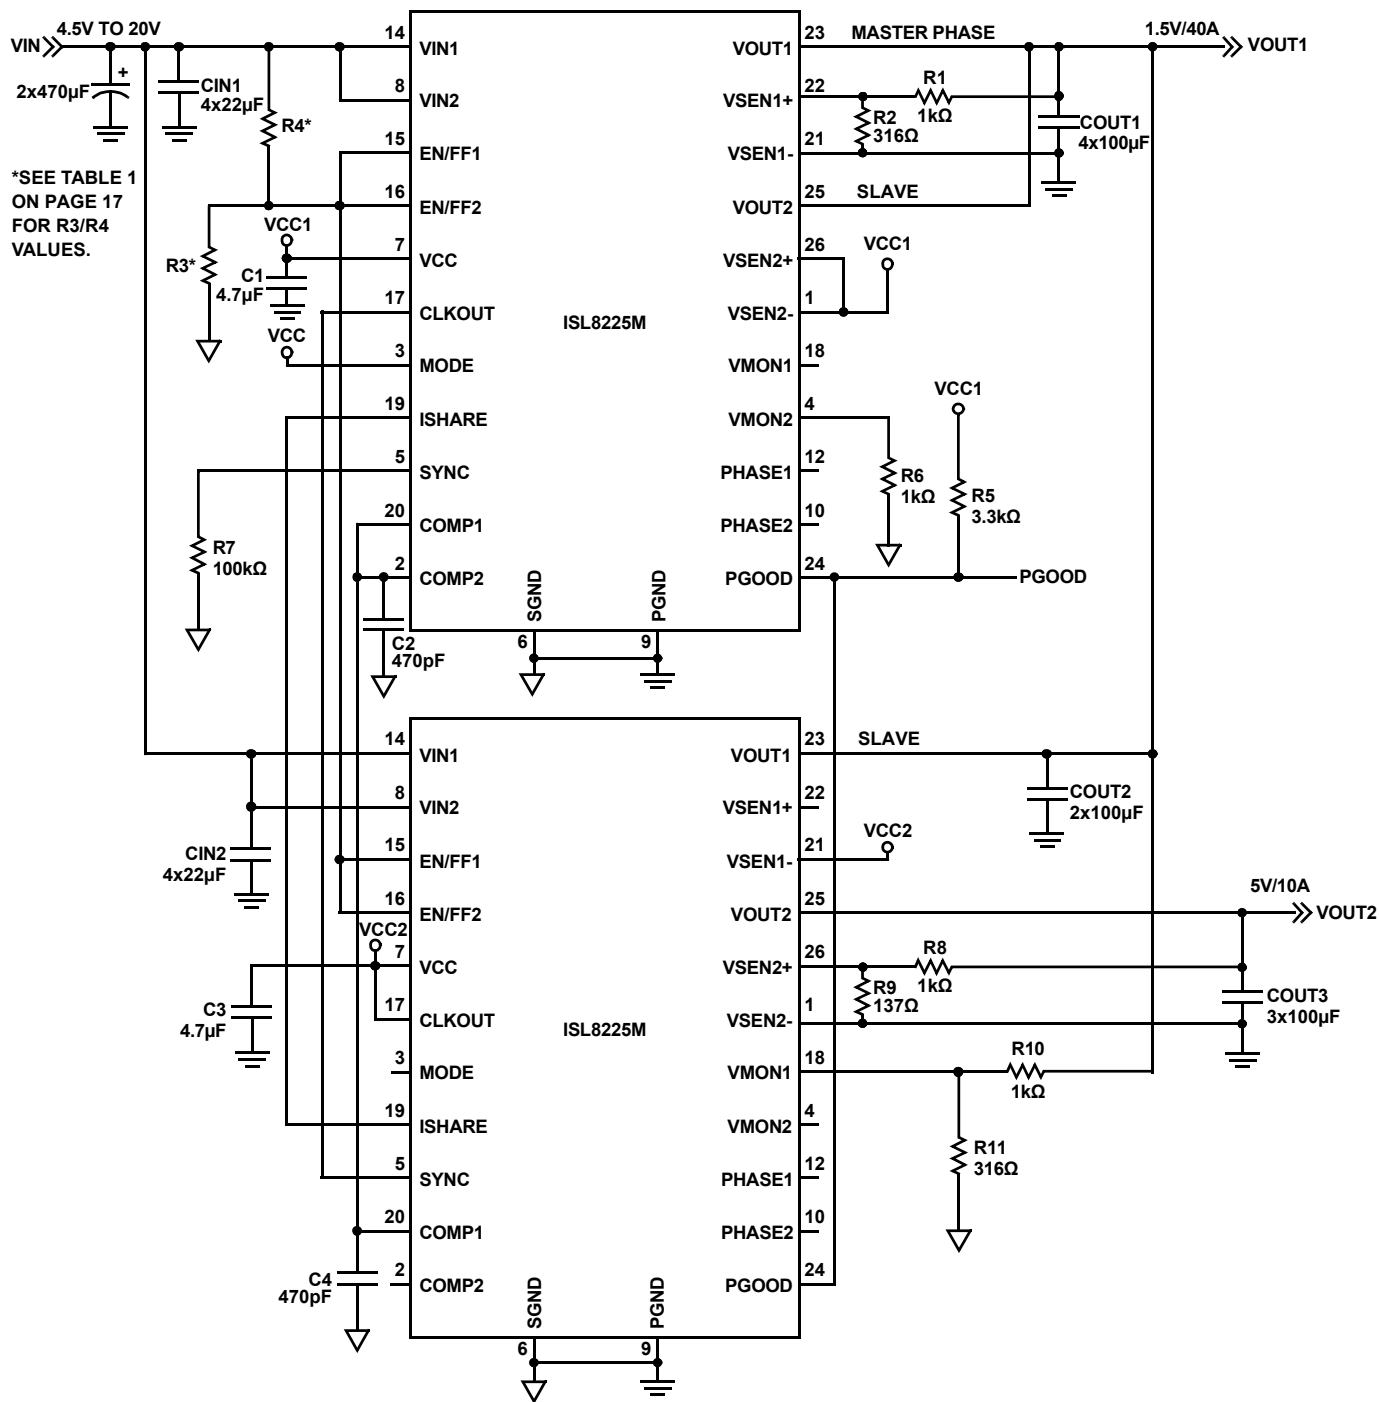 4.5V TO 20V
VIN
+
2x470µF
CIN1
4x22µF
R4*
*SEE TABLE 1
ON PAGE 17
FOR R3/R4
VALUES.
R3*
VCC1
C1
4.7µF
VCC
R7
100kΩ
C2
470pF
14
VIN1
8
VIN2
15
EN/FF1
16
EN/FF2
7
VCC
17
CLKOUT
3
MODE
19
ISHARE
5
SYNC
20
COMP1
2
COMP2
ISL8225M
SGND
6
PGND
9
23
VOUT1
MASTER PHASE
1.5V/40A
VOUT1
22
VSEN1+
R1
1kΩ
R2
316Ω
21
VSEN1-
COUT1
4x100µF
25
VOUT2
SLAVE
26
VSEN2+
VCC1
1
VSEN2-
18
VMON1
4
VMON2
VCC1
12
PHASE1
R6
1kΩ
R5
3.3kΩ
10
PHASE2
24
PGOOD
PGOOD
14
VIN1
8
VIN2
CIN2
4x22µF
15
EN/FF1
16
EN/FF2
VCC2
7
VCC
C3
4.7µF
17
CLKOUT
3
MODE
19
ISHARE
5
SYNC
20
COMP1
C4
470pF
2
COMP2
ISL8225M
SGND
6
PGND
9
23
VOUT1
SLAVE
22
VSEN1+
COUT2
2x100µF
21
VSEN1-
VCC2
25
VOUT2
5V/10A
VOUT2
26
VSEN2+
R8
1kΩ
R9
137Ω
1
VSEN2-
COUT3
3x100µF
18
VMON1
R10
1kΩ
4
VMON2
R11
316Ω
12
PHASE1
10
PHASE2
24
PGOOD